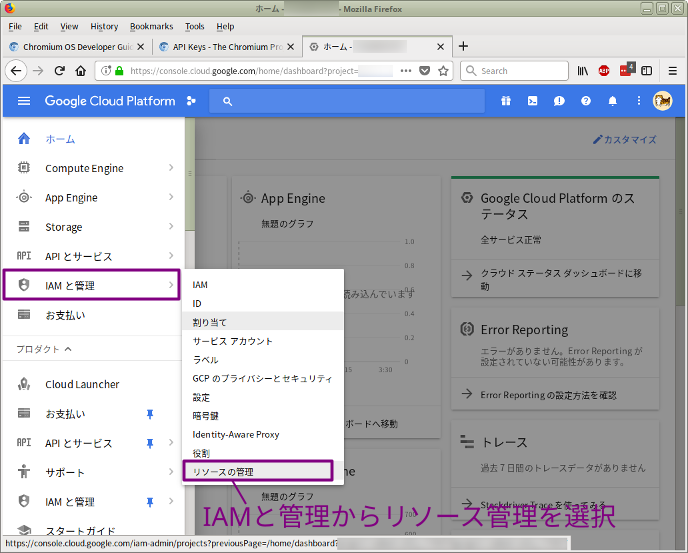 ホーム - - Mozilla Firefox
File Edit View History Bookmarks Tools Help
Chromium OS Developer Gui API Keys - The Chromium Pro ホーム -
https://console.cloud.google.com/home/dashboard?project= Search 4
Google Cloud Platform
ホーム
カスタマイズ
Compute Engine
App Engine
Storage
API API とサービス
IAM と管理
お支払い
プロダクト
Cloud Launcher
お支払い
API API とサービス
サポート
IAM と管理
スタートガイド
IAM
ID
割り当て
サービス アカウント
ラベル
GCP のプライバシーとセキュリティ
設定
暗号鍵
Identity-Aware Proxy
役割
リソースの管理
App Engine
無題のグラフ
1.0
0.8
読み込んでいます
0.6
0.4
0.2
15 3:30 0
ボードへ移動
無題のグラフ
700
Google Cloud Platform のステータス
全サービス正常
クラウド ステータス ダッシュボードに移動
Error Reporting
エラーがありません。Error Reporting が設定されていない可能性があります。
Error Reporting の設定方法を確認
トレース
過去 7 日間のトレースデータがありません
Stackdriver Trace を使ってみる
IAMと管理からリソース管理を選択
https://console.cloud.google.com/iam-admin/projects?previousPage=/home/dashboard?